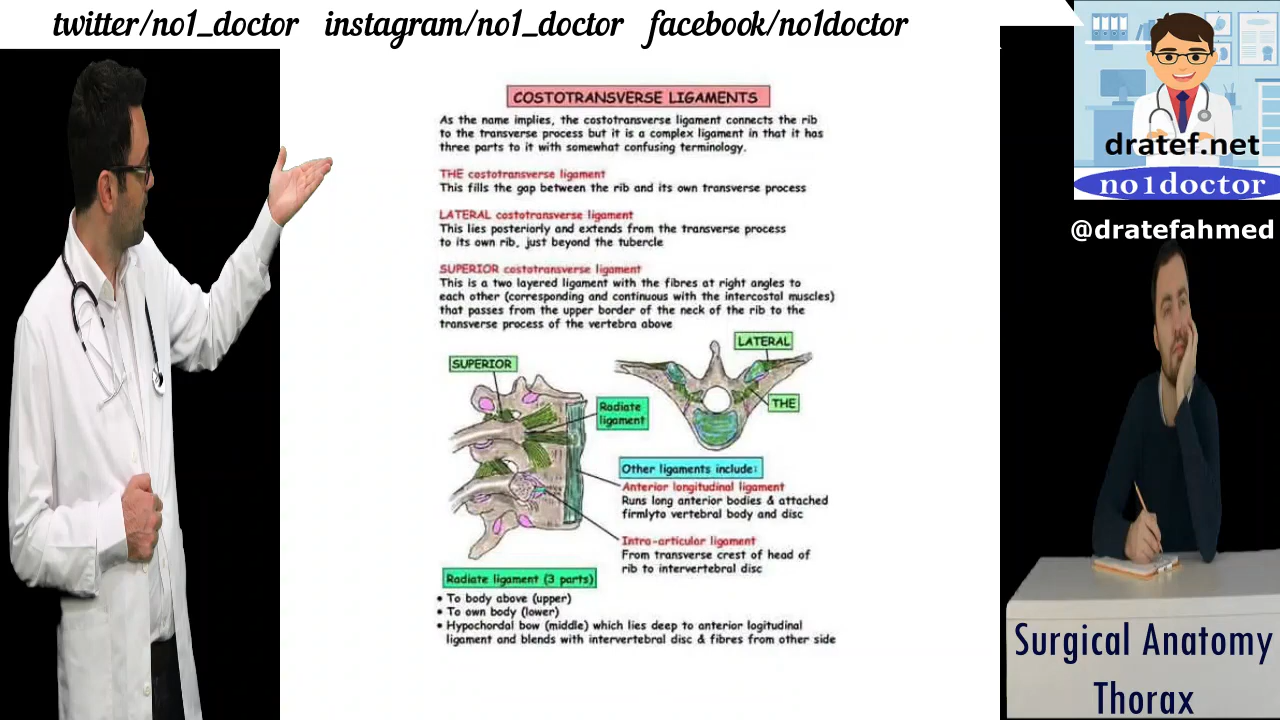 twitter/no1_doctor instagram/no1_doctor facebook/no1doctor
dratef.net
no1doctor
@dratefahmed
COSTOTRANSVERSE LIGAMENTS
As the name implies, the costotransverse ligament connects the rib
to the transverse process but it is a complex ligament in that it has
three parts to it with somewhat confusing terminology.
THE costotransverse ligament
This fills the gap between the rib and its own transverse process
LATERAL costotransverse ligament
This lies posteriorly and extends from the transverse process
to its own rib, just beyond the tubercle
SUPERIOR costotransverse ligament
This is a two layered ligament with the fibres at right angles to
each other (corresponding and continuous with the intercostal muscles)
that passes from the upper border of the neck of the rib to the
transverse process of the vertebra above
LATERAL
SUPERIOR
Radiate
ligament
THE
Other ligaments include:
Anterior longitudinal ligament
Runs long anterior bodies & attached
firmlyto vertebral body and disc
Intra-articular ligament
From transverse crest of head of
rib to intervertebral disc
Radiate ligament (3 parts)
• To body above (upper)
• To own body (lower)
• Hypochordal bow (middle) which lies deep to anterior logitudinal
ligament and blends with intervertebral disc & fibres from other side
Surgical Anatomy
Thorax